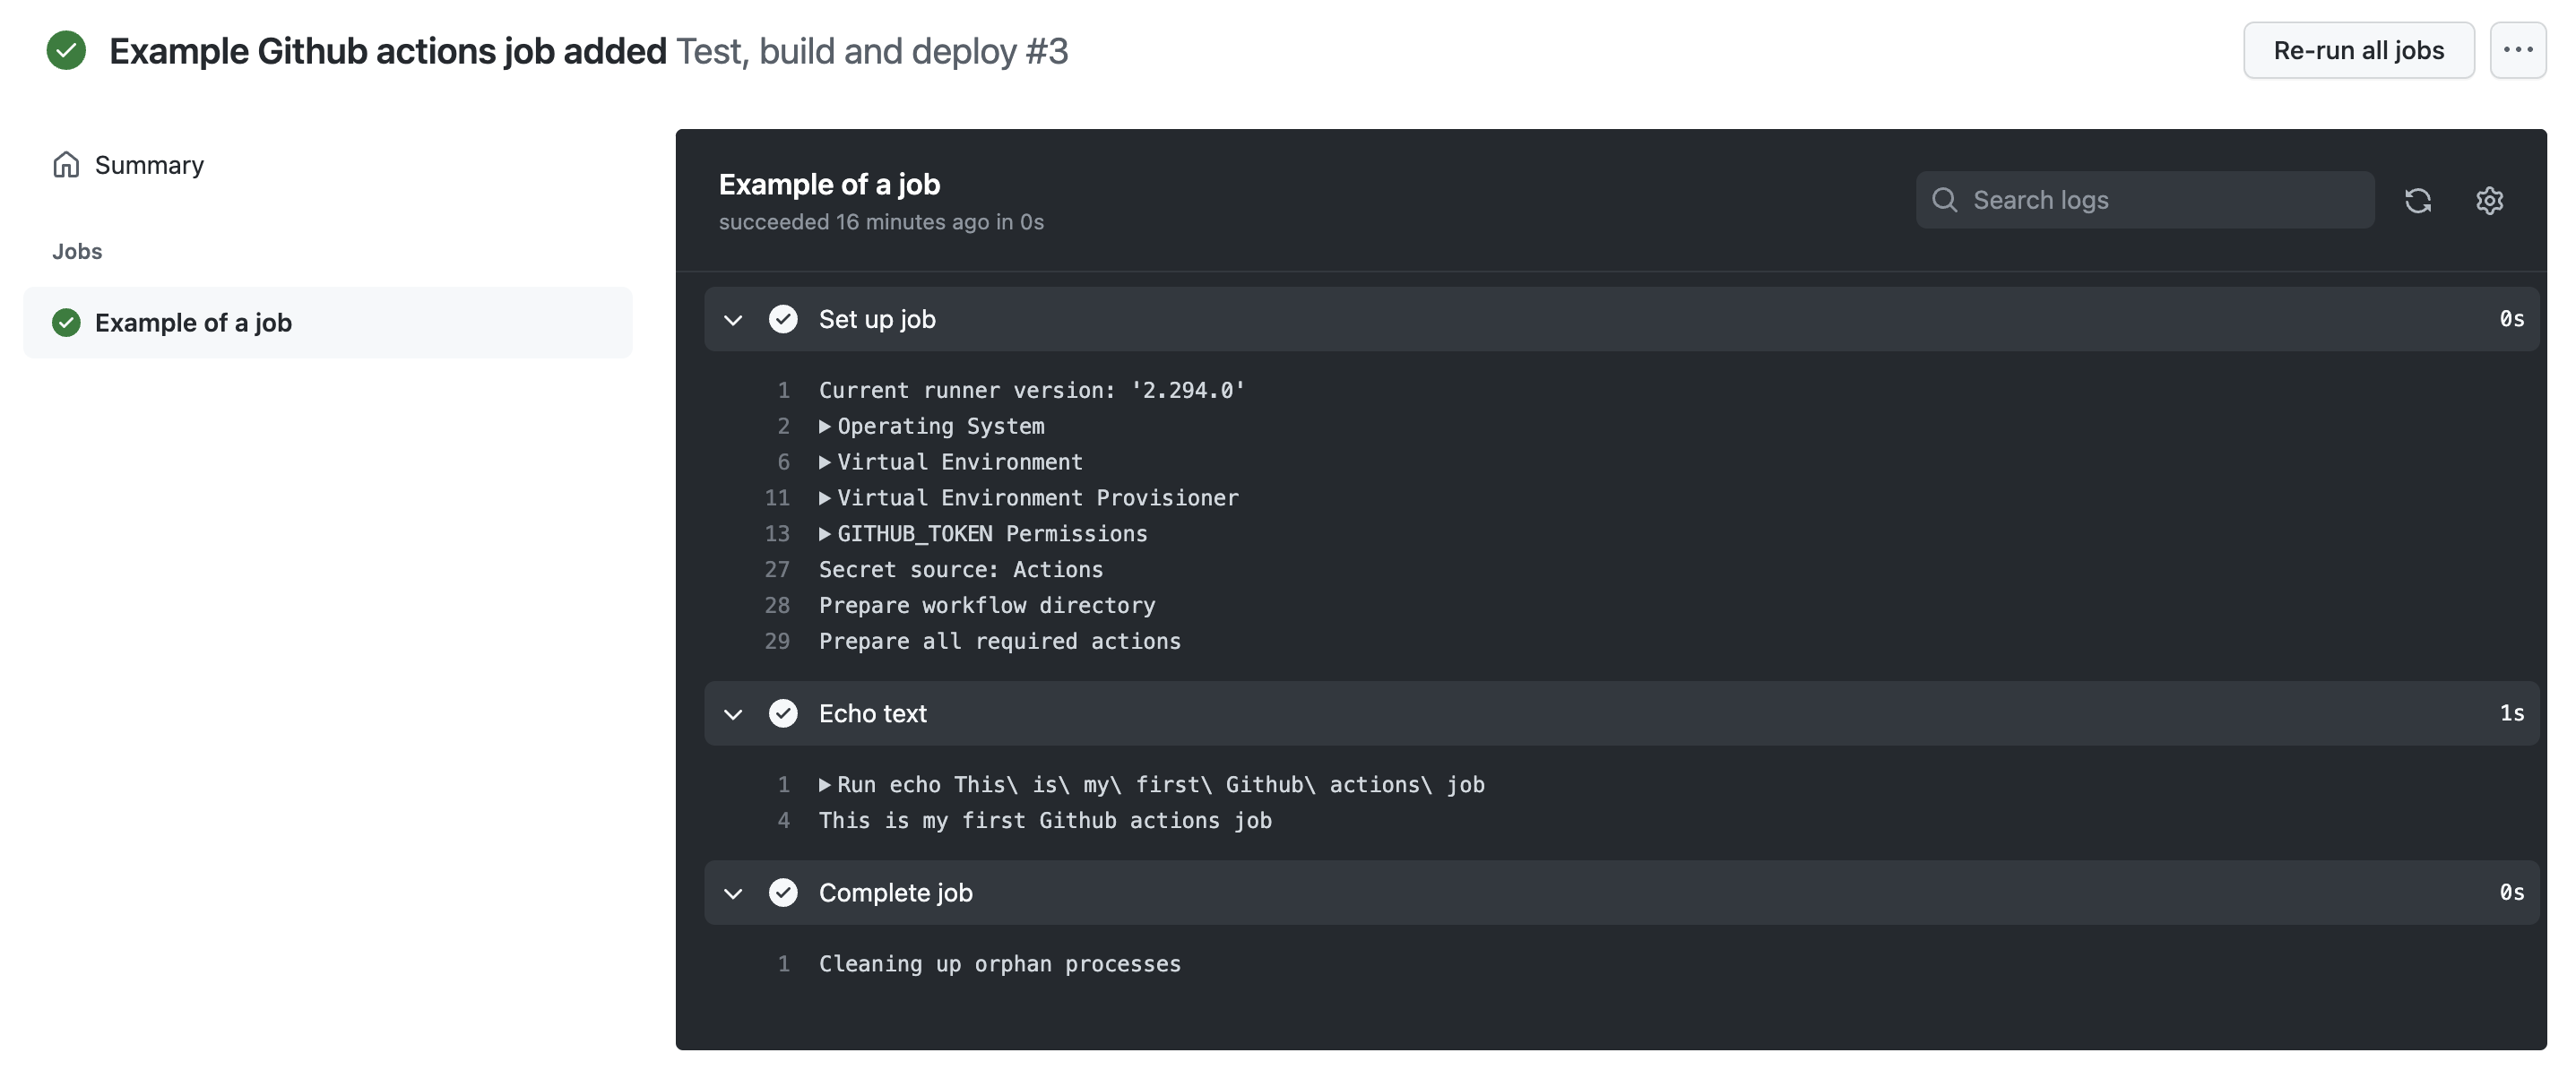 Example Github actions job added Test, build and deploy #3
Re-run all jobs
Summary
Jobs
Example of a job
Example of a job
succeeded 16 minutes ago in 0s
Search logs
Set up job 0s
1 Current runner version: '2.294.0'
2 Operating System
6 Virtual Environment
11 Virtual Environment Provisioner
13 GITHUB_TOKEN Permissions
27 Secret source: Actions
28 Prepare workflow directory
29 Prepare all required actions
Echo text 1s
1 Run echo This\ is\ my\ first\ Github\ actions\ job
4 This is my first Github actions job
Complete job 0s
1 Cleaning up orphan processes